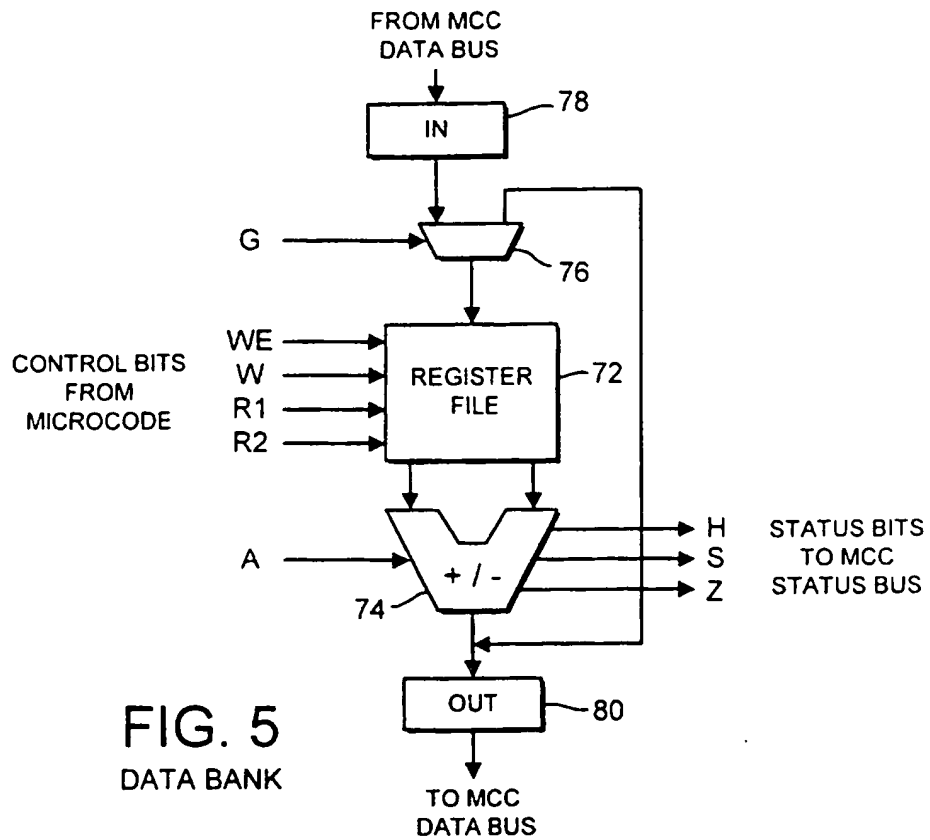 FROM MCC
DATA BUS
78
IN
G
76
WE
W
R1
R2
CONTROL BITS
FROM
MICROCODE
REGISTER
FILE
72
A
+ / -
74
H
S
Z
STATUS BITS
TO MCC
STATUS BUS
OUT
80
FIG. 5
DATA BANK
TO MCC
DATA BUS